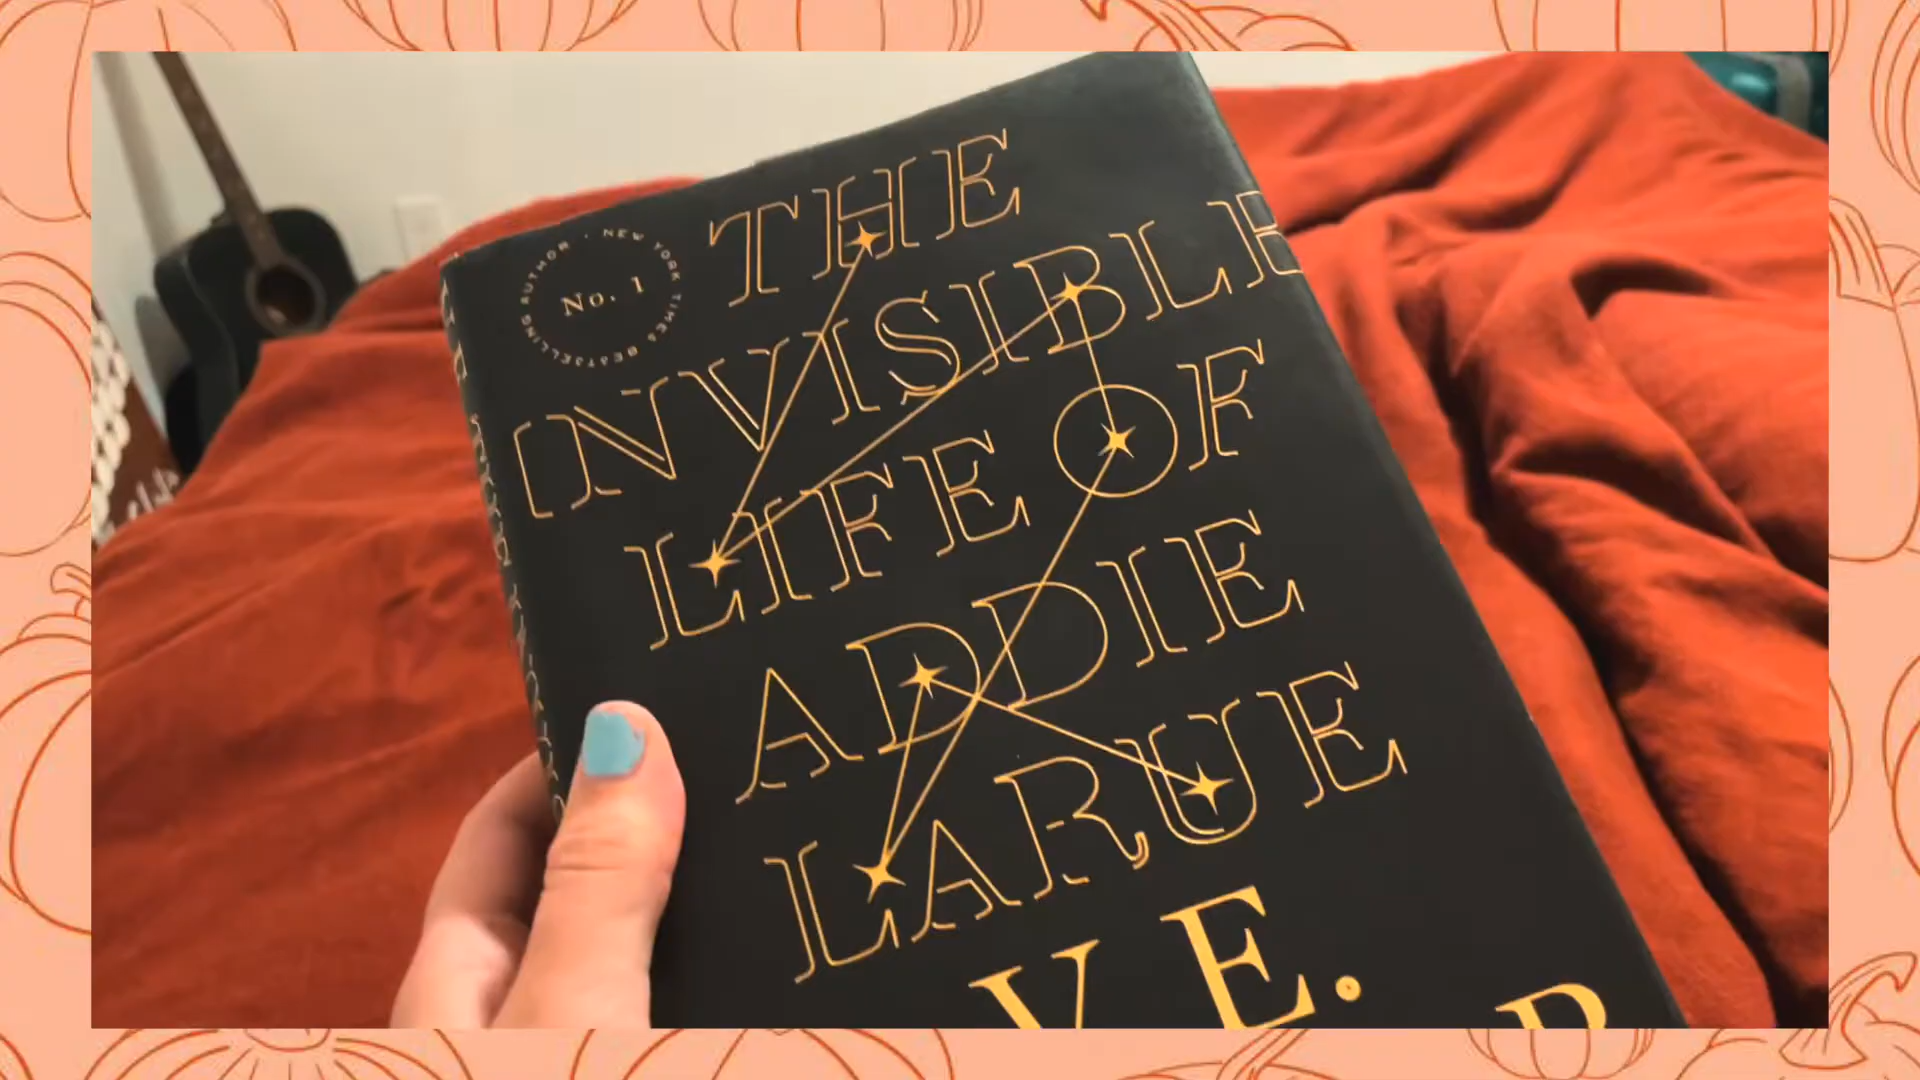 No. 1
NEW YORK TIMES BESTSELLING AUTHOR
THE
INVISIBLE
LIFE OF
ADDIE
LARUE
V. E.